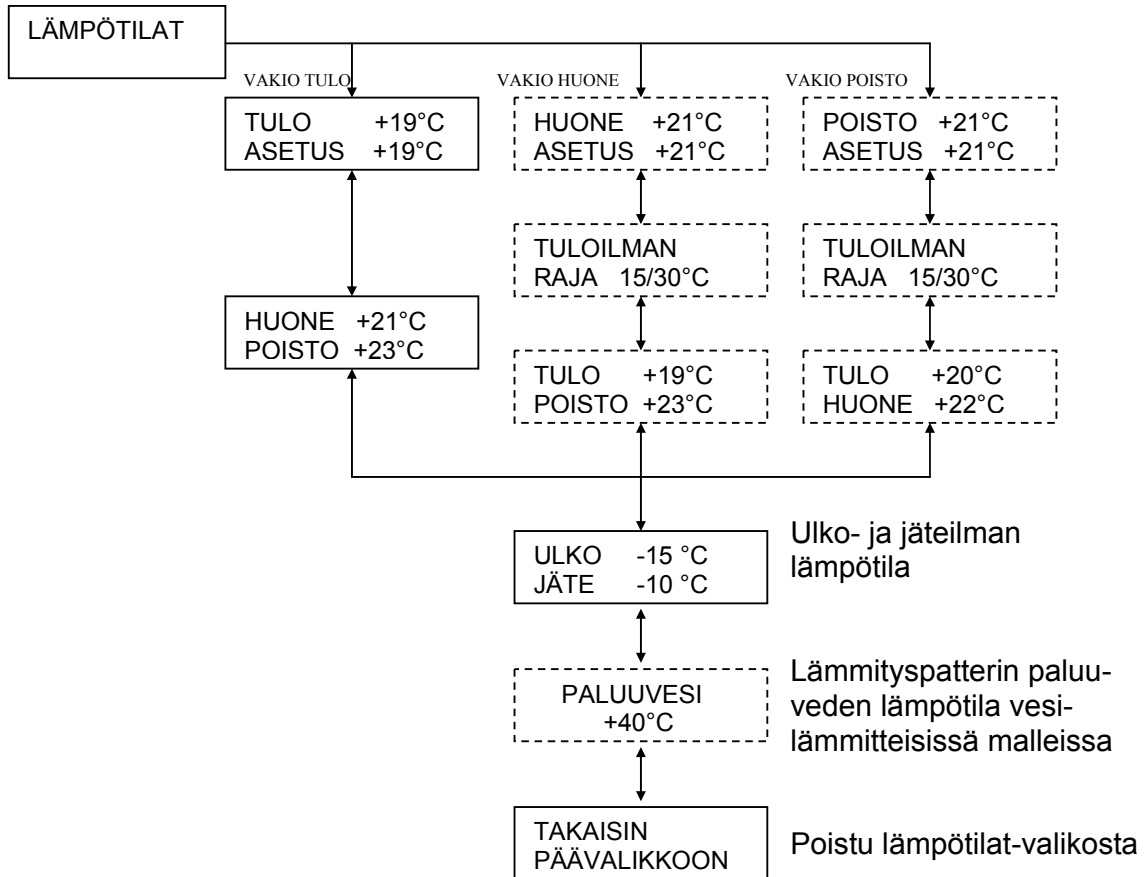 LÄMPÖTILAT
VAKIO TULO
VAKIO HUONE
VAKIO POISTO
TULO +19°C
ASETUS +19°C
HUONE +21°C
ASETUS +21°C
POISTO +21°C
ASETUS +21°C
TULOILMAN
RAJA 15/30°C
TULOILMAN
RAJA 15/30°C
HUONE +21°C
POISTO +23°C
TULO +19°C
POISTO +23°C
TULO +20°C
HUONE +22°C
ULKO -15 °C
JÄTE -10 °C
Ulko- ja jäteilman
lämpötila
PALUUVESI
+40°C
Lämmityspatterin paluu-
veden lämpötila vesi-
lämmitteisissä malleissa
TAKAISIN
PÄÄVALIKKOON
Poistu lämpötilat-valikosta